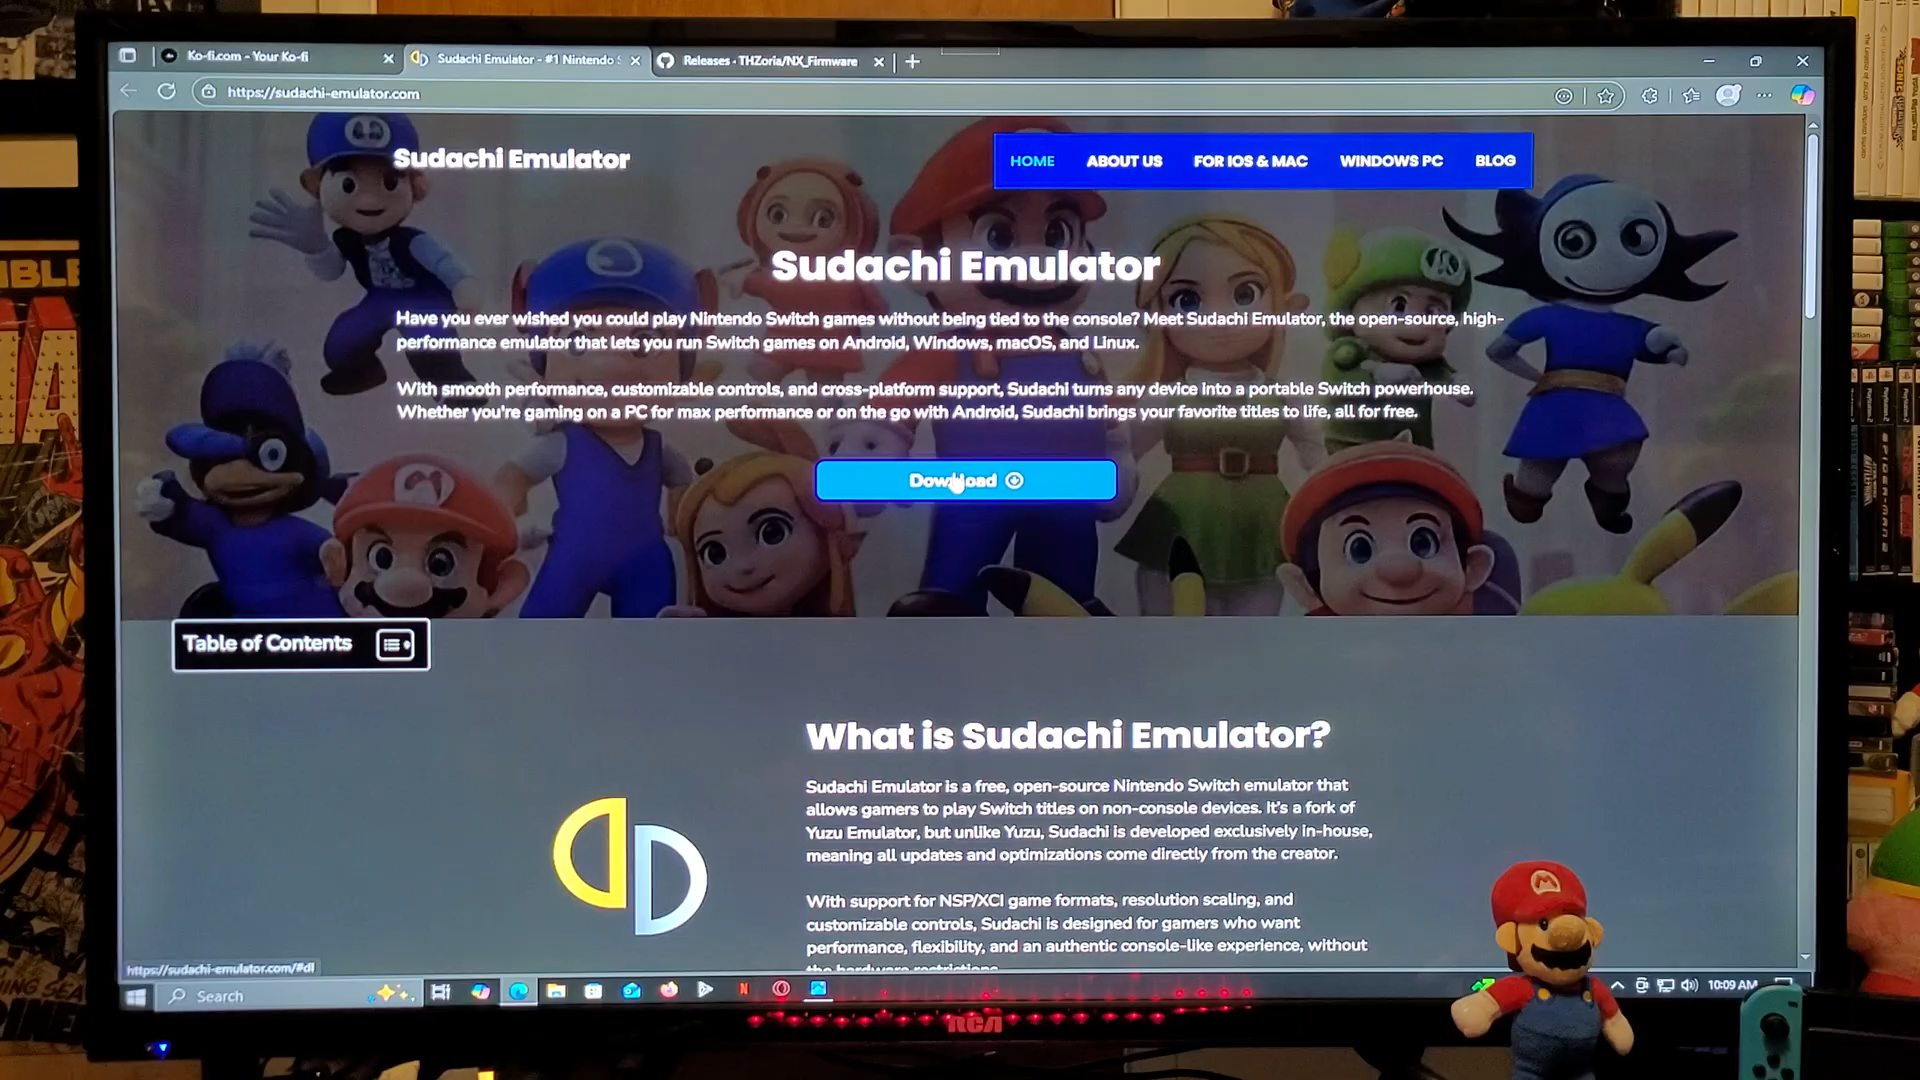 Ko-fi.com - Your Ko-fi
Sudachi Emulator - #1 Nintendo S
Releases · THZoria/NX_Firmware
https://sudachi-emulator.com
Sudachi Emulator
HOME
ABOUT US
FOR IOS & MAC
WINDOWS PC
BLOG
Sudachi Emulator
Have you ever wished you could play Nintendo Switch games without being tied to the console? Meet Sudachi Emulator, the open-source, high-
performance emulator that lets you run Switch games on Android, Windows, macOS, and Linux.
With smooth performance, customizable controls, and cross-platform support, Sudachi turns any device into a portable Switch powerhouse.
Whether you're gaming on a PC for max performance or on the go with Android, Sudachi brings your favorite titles to life, all for free.
Download
Table of Contents
What is Sudachi Emulator?
Sudachi Emulator is a free, open-source Nintendo Switch emulator that
allows gamers to play Switch titles on non-console devices. It's a fork of
Yuzu Emulator, but unlike Yuzu, Sudachi is developed exclusively in-house,
meaning all updates and optimizations come directly from the creator.
With support for NSP/XCI game formats, resolution scaling, and
customizable controls, Sudachi is designed for gamers who want
performance, flexibility, and an authentic console-like experience, without
the hardware restrictions.
https://sudachi-emulator.com/#dl
Search
10:09 AM
RCA